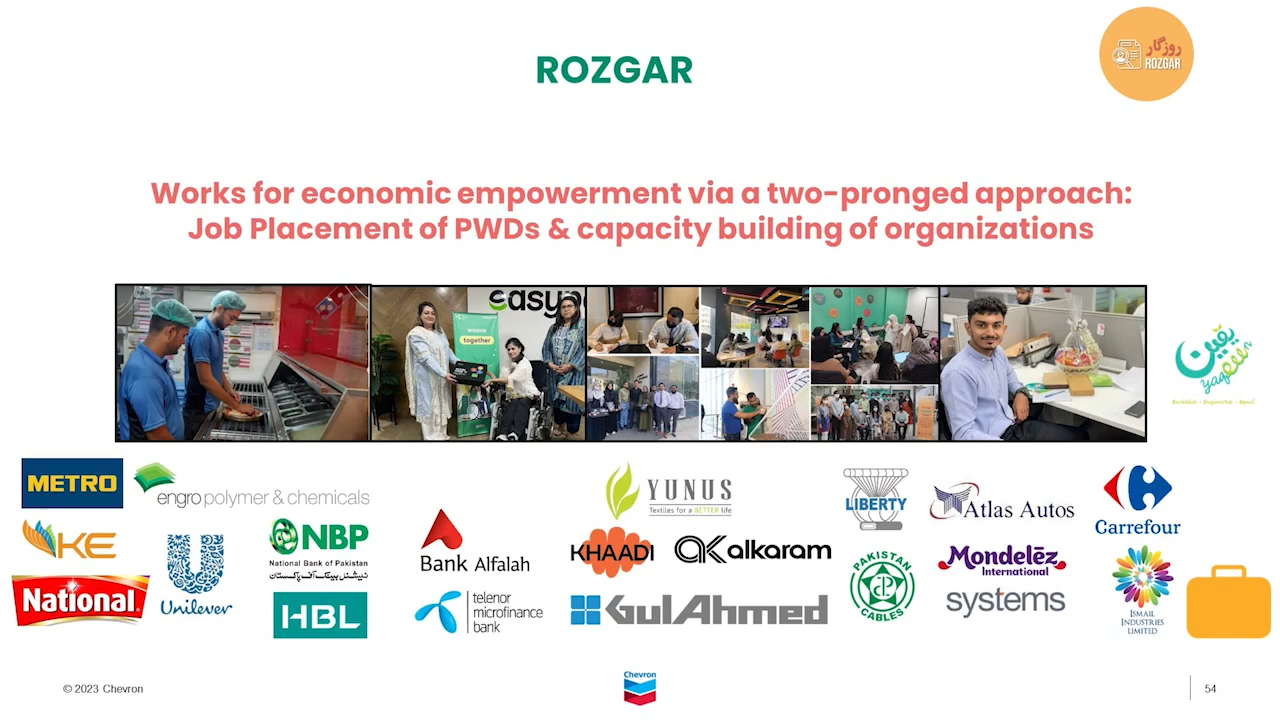 ROZGAR
روزگار
ROZGAR
Works for economic empowerment via a two-pronged approach:
Job Placement of PWDs & capacity building of organizations
easyp
weave
together
یقین
yaqeen
METRO
engro polymer & chemicals
KE
National
Unilever
NBP
National Bank of Pakistan
نیشنل بینک آف پاکستان
HBL
Bank Alfalah
telenor
microfinance
bank
YUNUS
Textiles for a BETTER life
KHAADI
alkaram
GulAhmed
LIBERTY
PAKISTAN
CABLES
Atlas Autos
Mondelēz
International
systems
Carrefour
ISMAIL
INDUSTRIES
LIMITED
© 2023 Chevron
Chevron
54